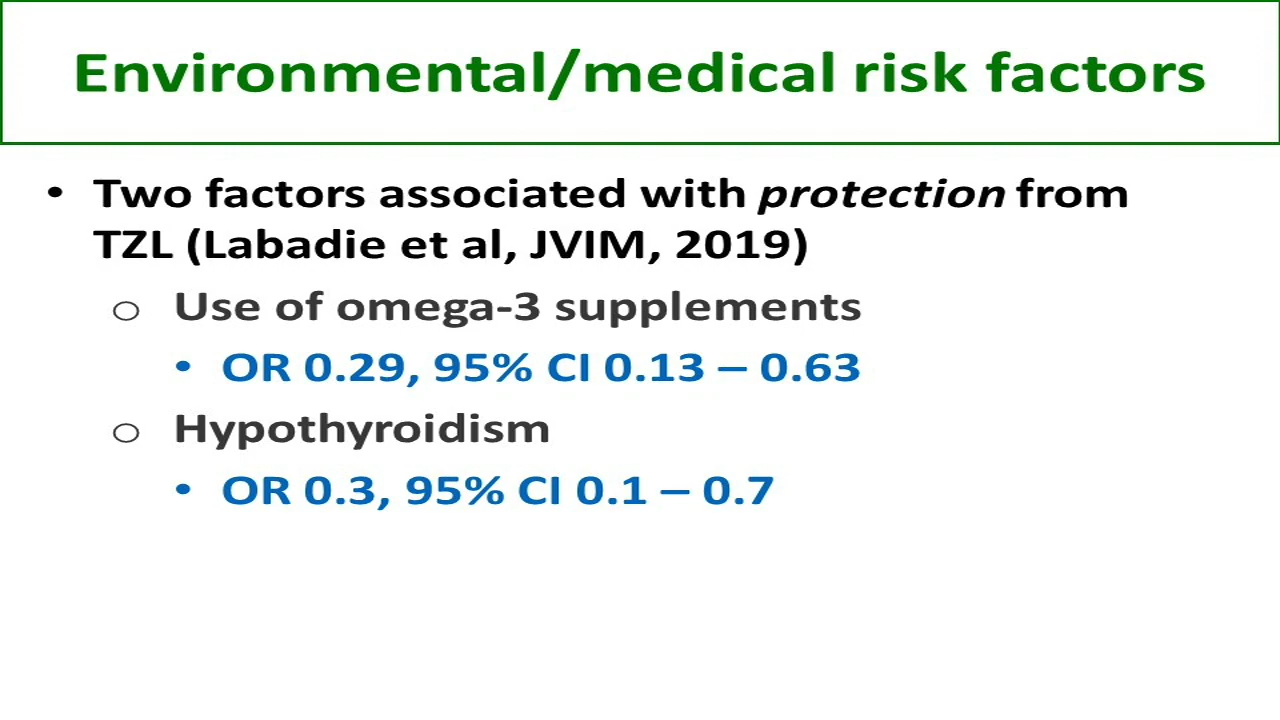 Environmental/medical risk factors
• Two factors associated with protection from
TZL (Labadie et al, JVIM, 2019)
○ Use of omega-3 supplements
• OR 0.29, 95% CI 0.13 – 0.63
○ Hypothyroidism
• OR 0.3, 95% CI 0.1 – 0.7